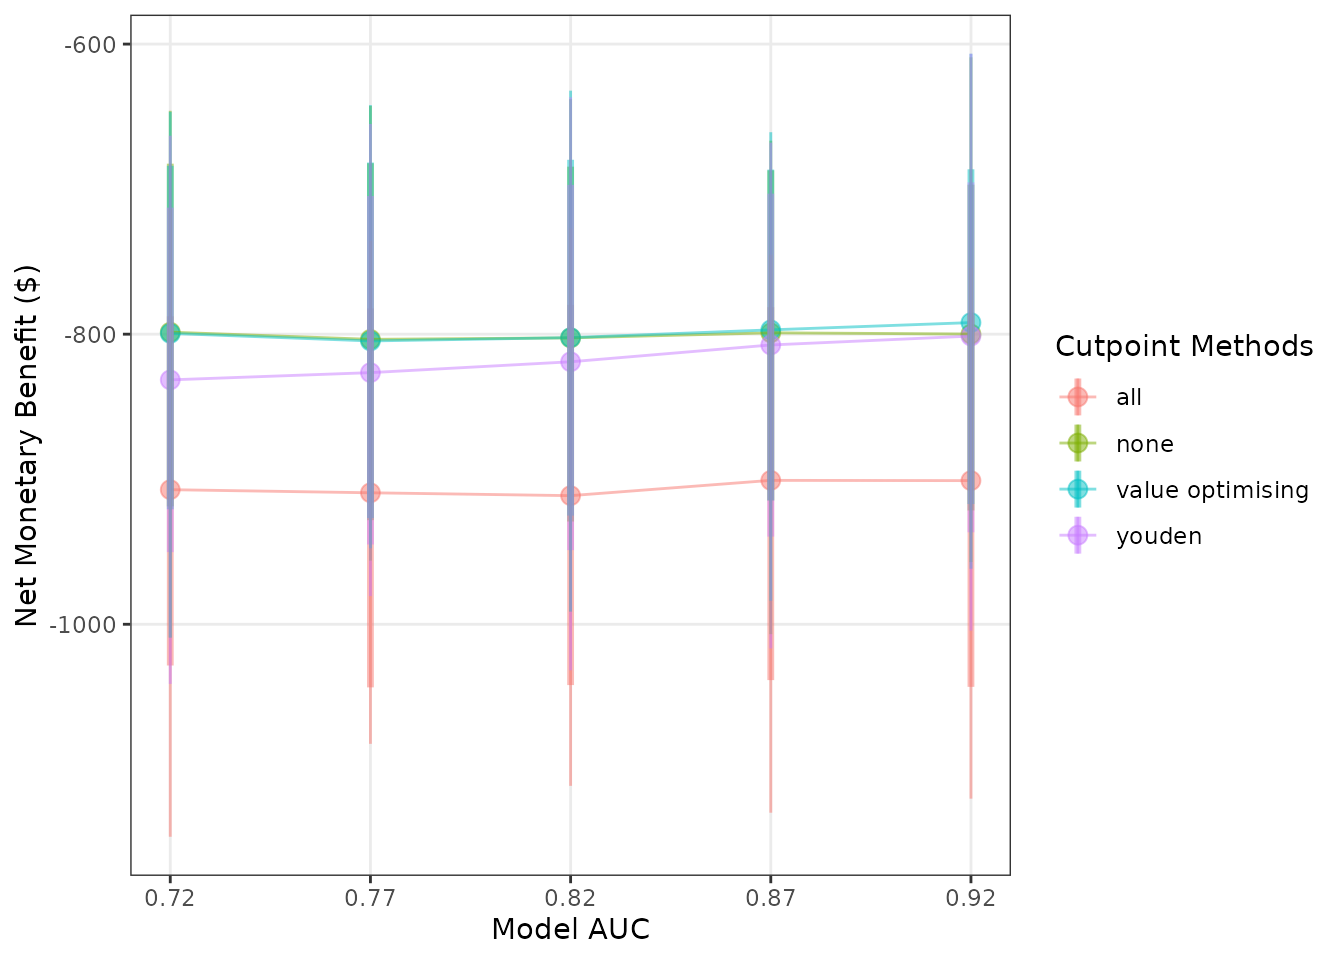 -600
-800
-1000
Net Monetary Benefit ($)
0.72 0.77 0.82 0.87 0.92
Model AUC
Cutpoint Methods
all
none
value optimising
youden